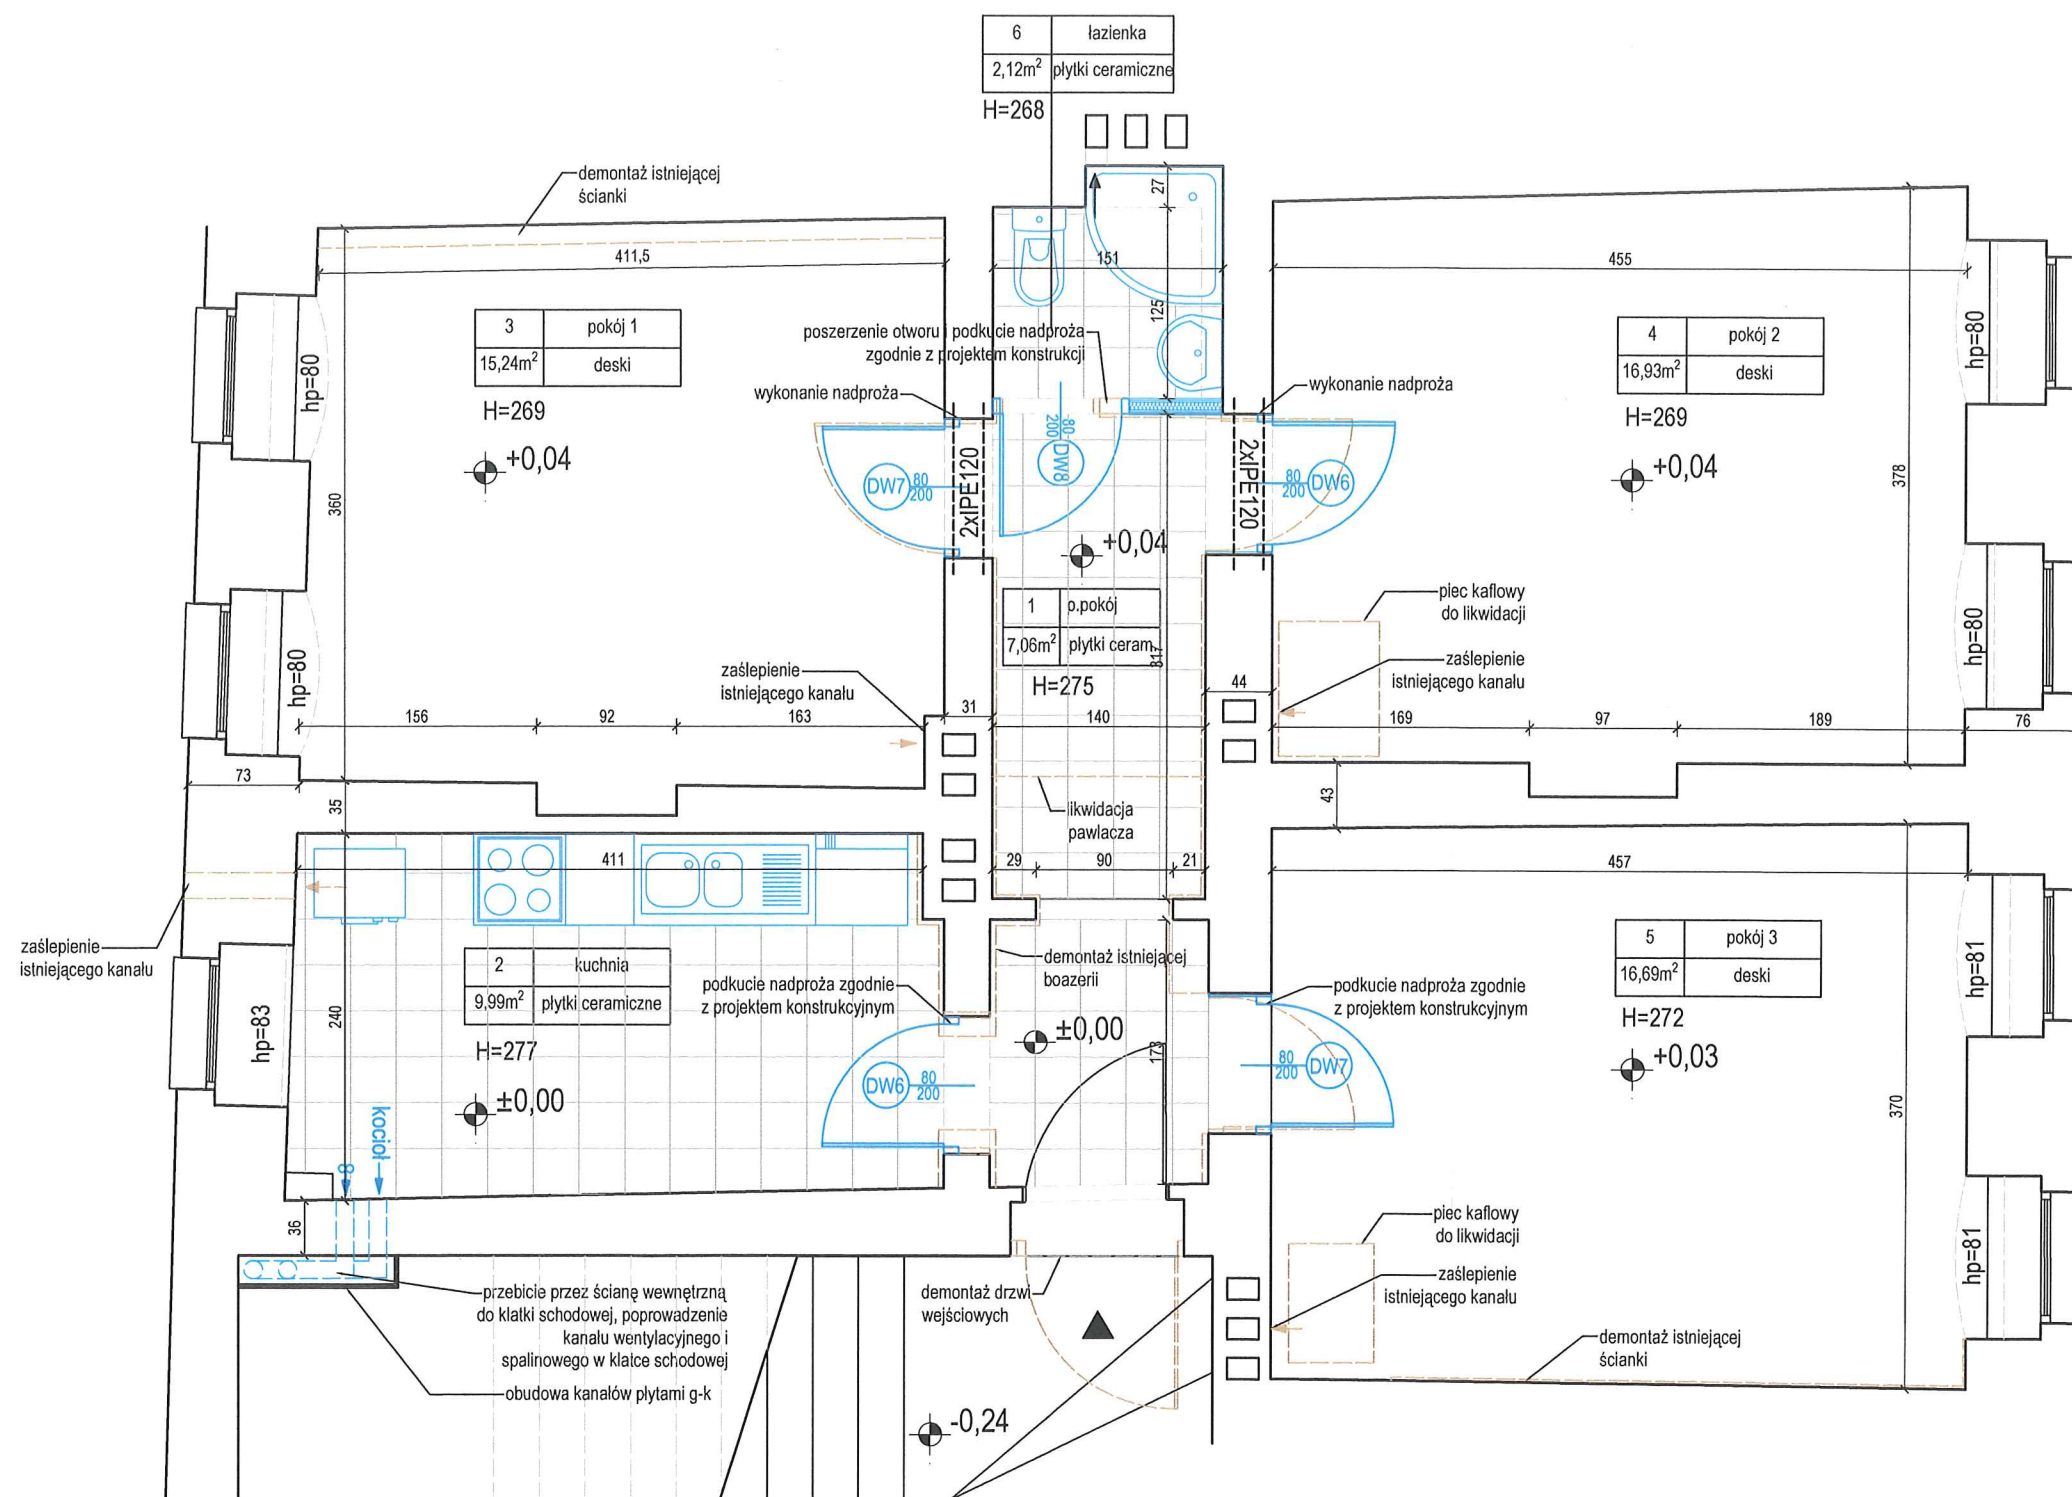 6 łazienka
2,12m² płytki ceramiczne
H=268
demontaż istniejącej
ścianki
27
411,5
151
455
125
3 pokój 1
15,24m² deski
H=269
+0,04
hp=80
poszerzenie otworu i podkucie nadproża
zgodnie z projektem konstrukcji
wykonanie nadproża
wykonanie nadproża
4 pokój 2
16,93m² deski
H=269
+0,04
hp=80
360
378
DW7 80
200
2xIPE120
80
200
DW8
2xIPE120
80
200 DW6
+0,04
1 p.pokój
7,06m² płytki ceram.
317
H=275
piec kaflowy
do likwidacji
zaślepienie
istniejącego kanału
zaślepienie
istniejącego kanału
hp=80
hp=80
156
92
163
31
140
44
169
97
189
76
73
35
43
likwidacja
pawlacza
411
29
90
21
457
zaślepienie
istniejącego kanału
2 kuchnia
9,99m² płytki ceramiczne
H=277
±0,00
hp=83
240
podkucie nadproża zgodnie
z projektem konstrukcyjnym
demontaż istniejącej
boazerii
±0,00
173
podkucie nadproża zgodnie
z projektem konstrukcyjnym
5 pokój 3
16,69m² deski
H=272
+0,03
hp=81
370
DW6 80
200
80
200 DW7
kocioł
8
36
przebicie przez ścianę wewnętrzną
do klatki schodowej, poprowadzenie
kanału wentylacyjnego i
spalinowego w klatce schodowej
obudowa kanałów płytami g-k
demontaż drzwi
wejściowych
-0,24
piec kaflowy
do likwidacji
zaślepienie
istniejącego kanału
demontaż istniejącej
ścianki
hp=81